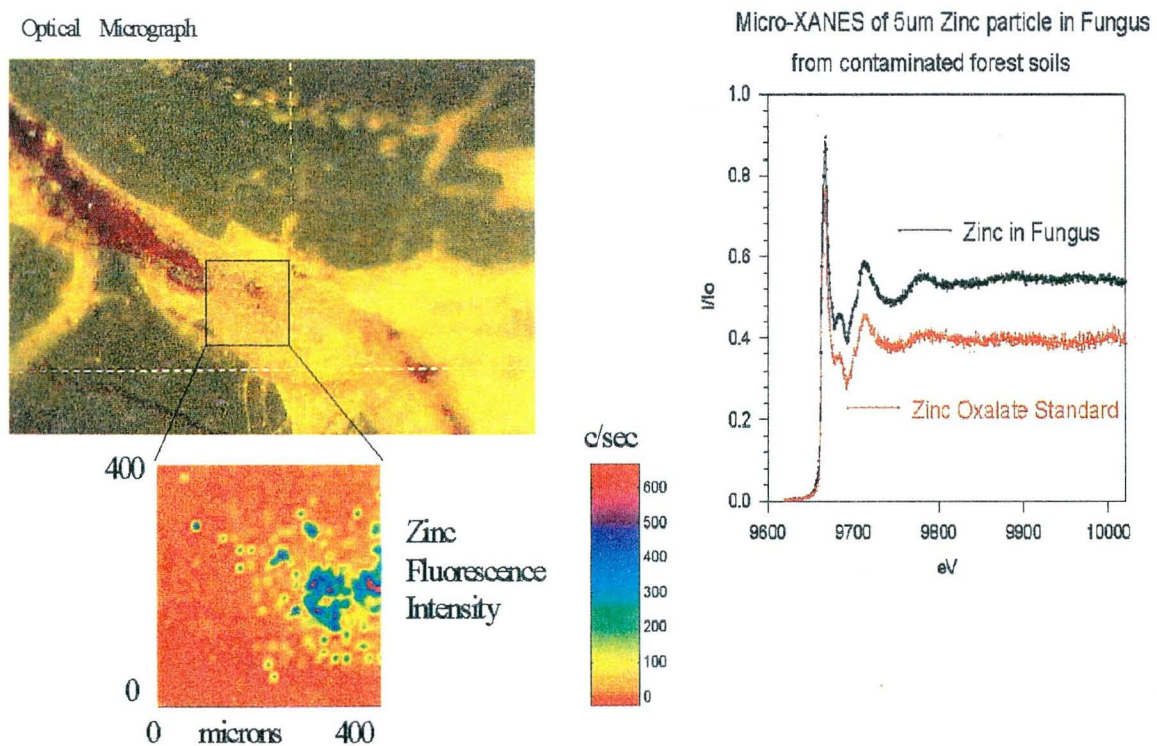 Optical Micrograph
400
0
0 microns 400
Zinc
Fluorescence
Intensity
c/sec
600
500
400
300
200
100
0
Micro-XANES of 5um Zinc particle in Fungus
from contaminated forest soils
1.0
0.8
0.6
0.4
0.2
0.0
I/Io
Zinc in Fungus
Zinc Oxalate Standard
9600 9700 9800 9900 10000
eV